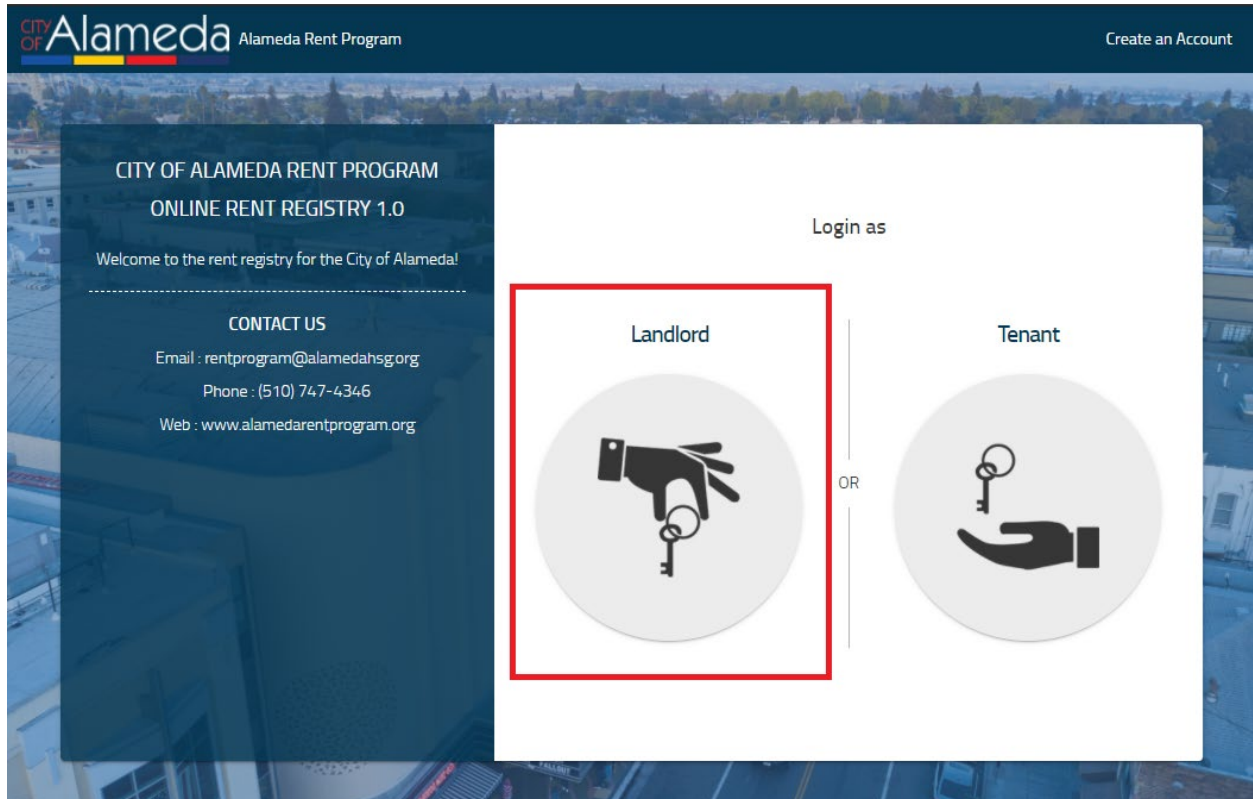 CITY OF Alameda Alameda Rent Program Create an Account
CITY OF ALAMEDA RENT PROGRAM
ONLINE RENT REGISTRY 1.0
Welcome to the rent registry for the City of Alameda!
CONTACT US
Email : rentprogram@alamedahsg.org
Phone : (510) 747-4346
Web : www.alamedarentprogram.org
Login as
Landlord
OR
Tenant